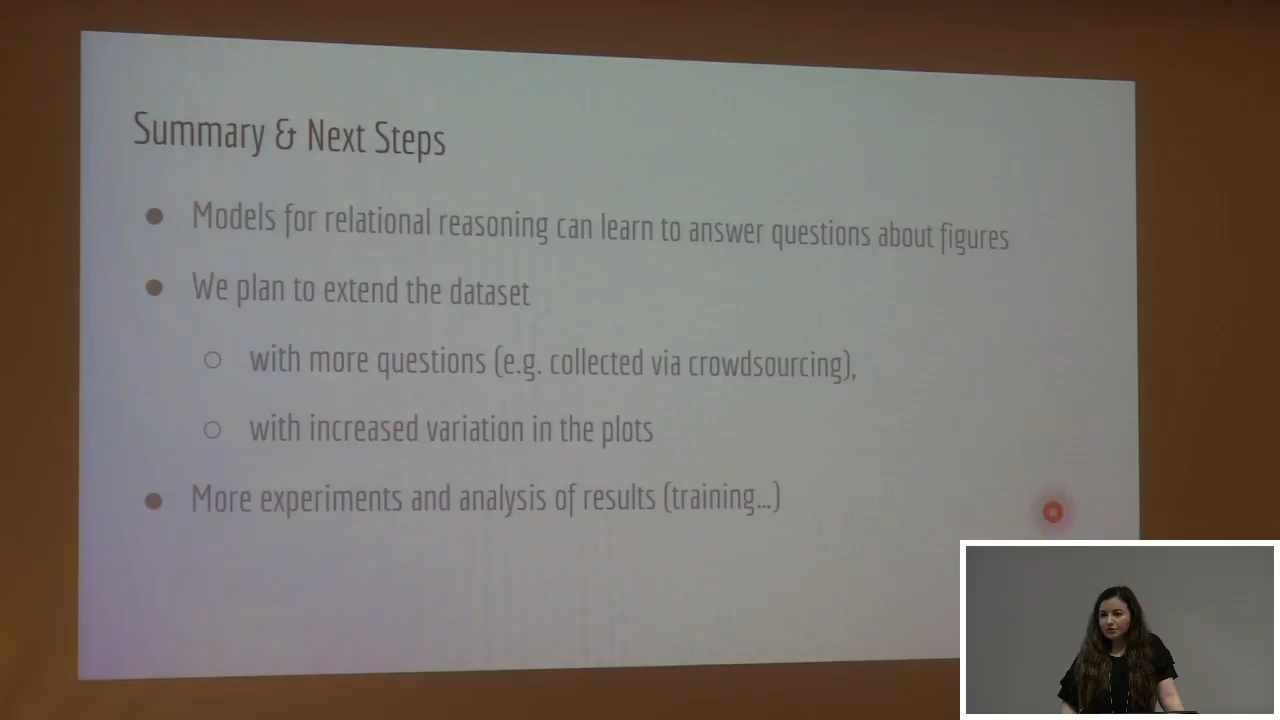 Summary & Next Steps
● Models for relational reasoning can learn to answer questions about figures
● We plan to extend the dataset
○ with more questions (e.g. collected via crowdsourcing),
○ with increased variation in the plots
● More experiments and analysis of results (training...)